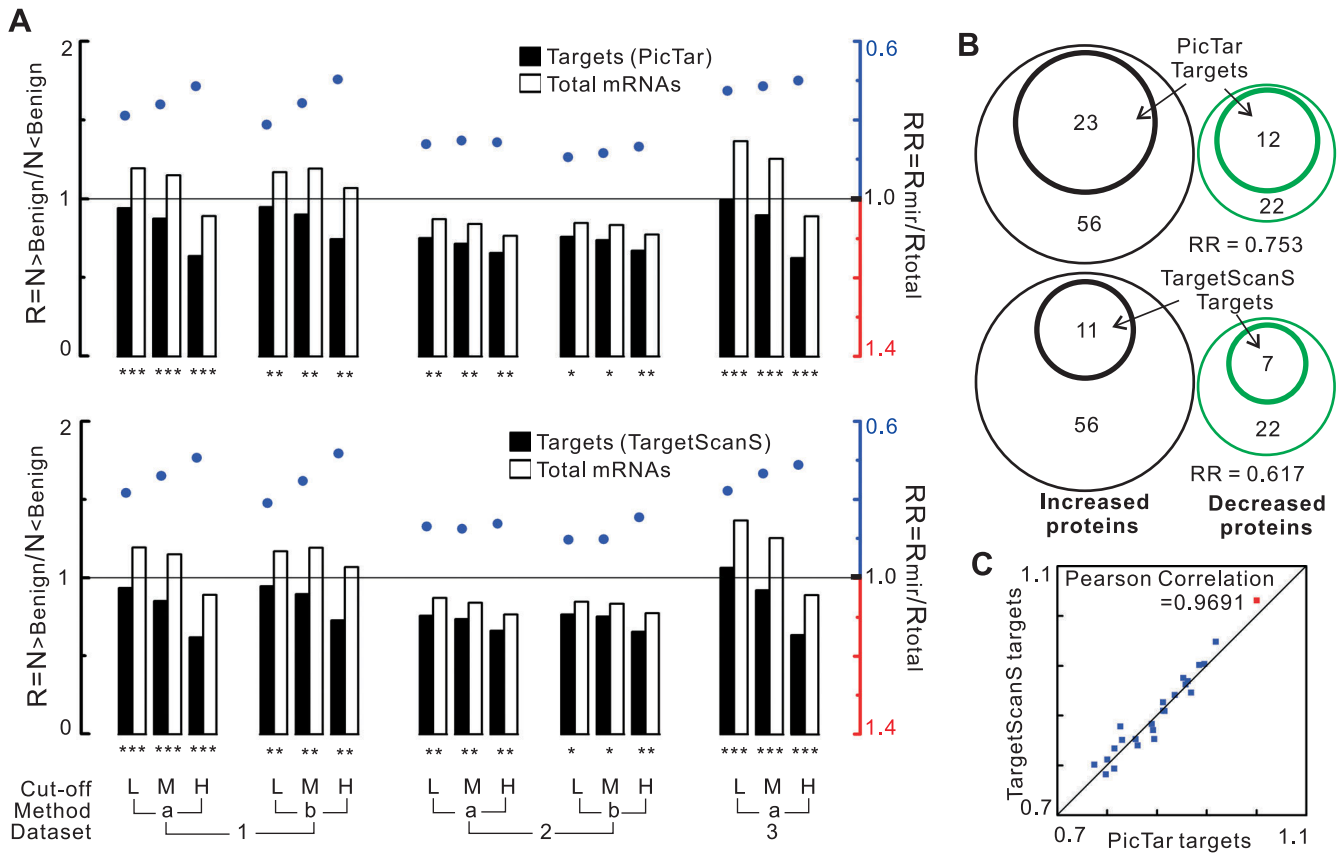 A
2
1
0
R=N>Benign/N<Benign
Targets (PicTar)
Total mRNAs
0.6
1.0
1.4
RR=Rmir/Rtotal
*** *** *** ** ** ** ** ** ** * * ** *** *** ***
2
1
0
R=N>Benign/N<Benign
Targets (TargetScanS)
Total mRNAs
0.6
1.0
1.4
RR=Rmir/Rtotal
*** *** *** ** ** ** ** ** ** * * ** *** *** ***
Cut-off L M H L M H L M H L M H L M H
Method a b a b a
Dataset 1 2 3
B
PicTar
Targets
23
12
56
22
RR = 0.753
TargetScanS
Targets
11
7
56
22
RR = 0.617
Increased
proteins
Decreased
proteins
C
1.1
Pearson Correlation
=0.9691
TargetScanS targets
0.7
0.7
PicTar targets
1.1